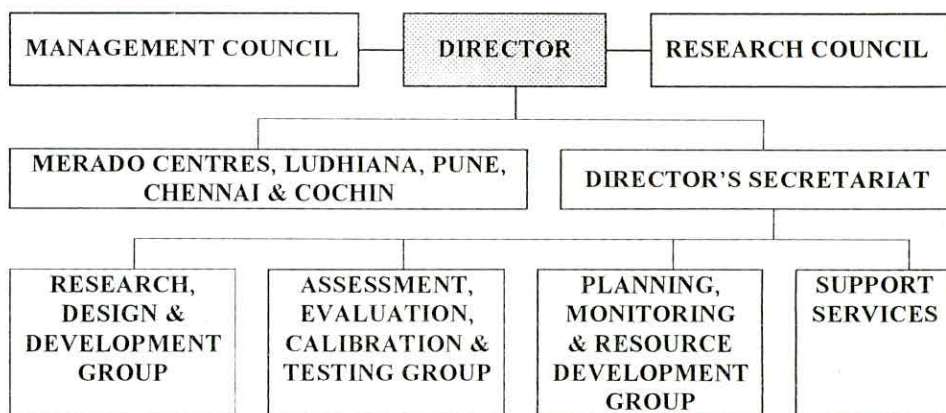 MANAGEMENT COUNCIL
DIRECTOR
RESEARCH COUNCIL
MERADO CENTRES, LUDHIANA, PUNE,
CHENNAI & COCHIN
DIRECTOR'S SECRETARIAT
RESEARCH,
DESIGN &
DEVELOPMENT
GROUP
ASSESSMENT,
EVALUATION,
CALIBRATION &
TESTING GROUP
PLANNING,
MONITORING
& RESOURCE
DEVELOPMENT
GROUP
SUPPORT
SERVICES